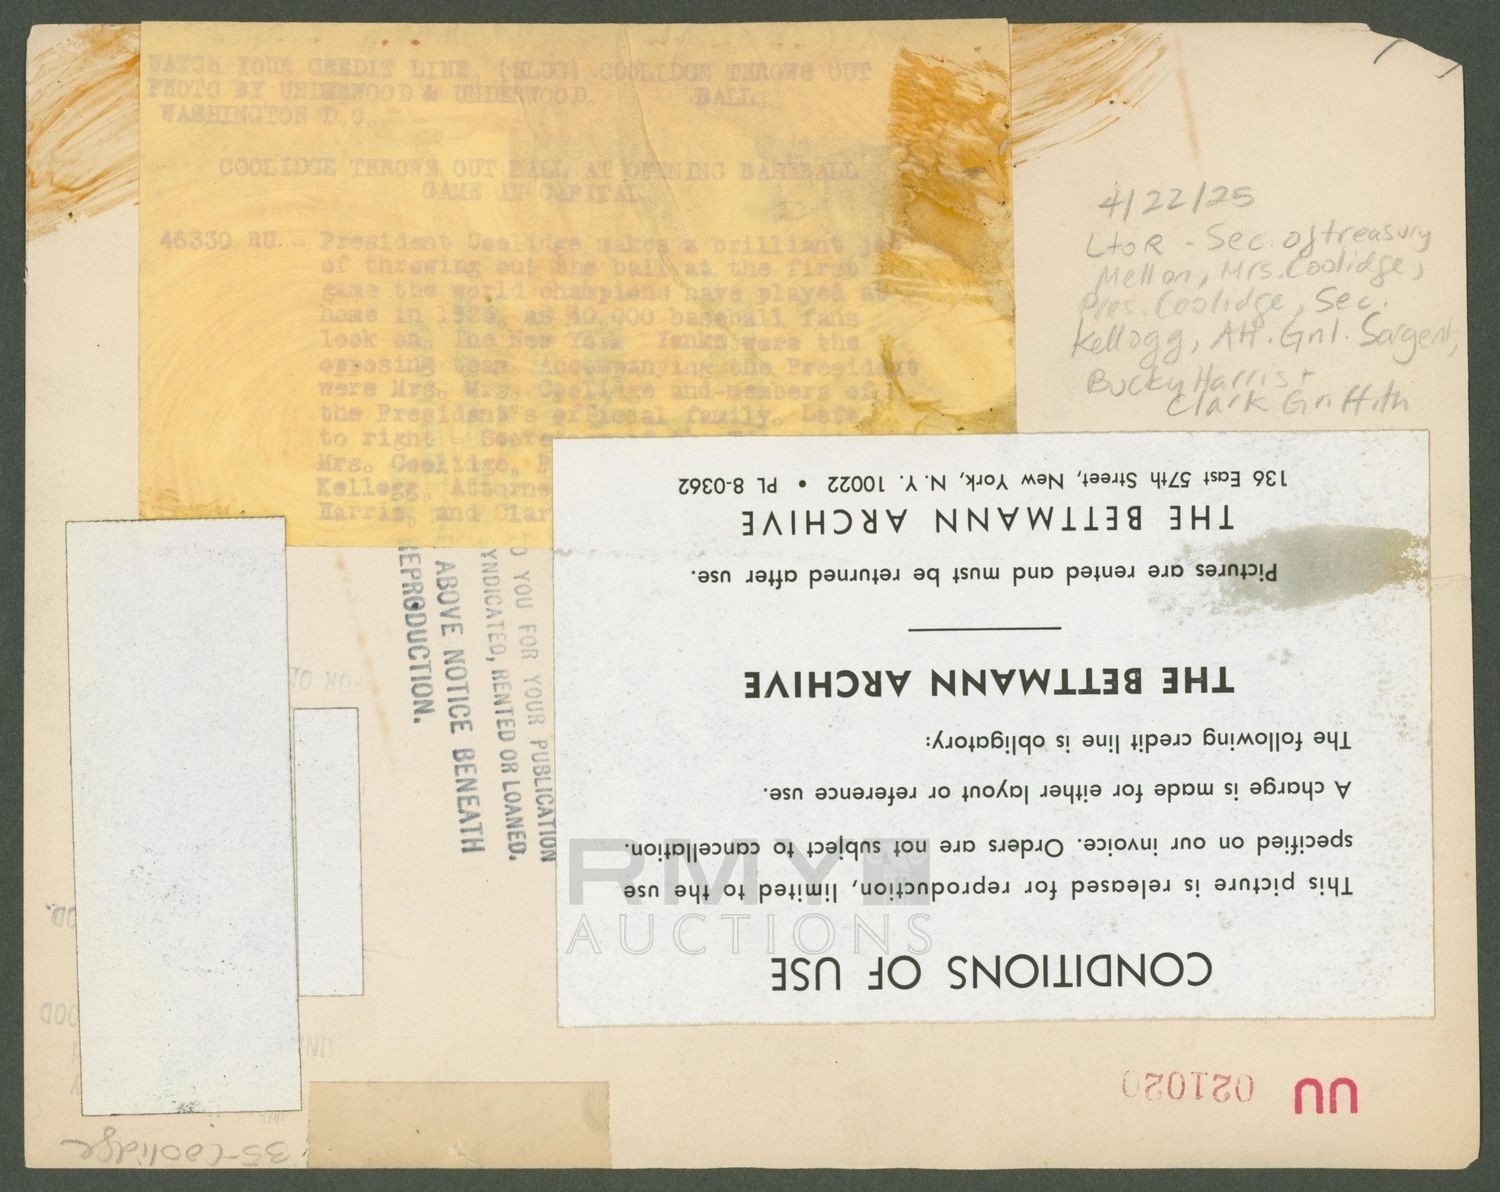 WATCH YOUR CREDIT LINE. (SLUG) COOLIDGE THROWS OUT
PHOTO BY UNDERWOOD & UNDERWOOD BALL.
WASHINGTON D.C.
COOLIDGE THROWS OUT BALL AT OPENING BASEBALL
GAME IN CAPITAL
46330 RU. - President Coolidge makes a brilliant
of throwing out the ball at the first
game the world champions have played at
home in 1925, as 40,000 baseball fans
look on. The New York Yanks were the
opposing team. Accompanying the President
were Mrs. Mrs. Coolidge and members of
the President's official family. Left
to right -
Mrs. Coolidge,
Kellogg, Attorne
Harris, and Clar
4/22/25
L to R - Sec. of treasury
Mellon, Mrs. Coolidge,
Pres. Coolidge, Sec.
Kellogg, Att. Gnl. Sargent,
Bucky Harris +
Clark Griffith
O YOU FOR YOUR PUBLICATION
SYNDICATED, RENTED OR LOANED.
ABOVE NOTICE BENEATH
REPRODUCTION.
CONDITIONS OF USE
This picture is released for reproduction, limited to the use
specified on our invoice. Orders are not subject to cancellation.
A charge is made for either layout or reference use.
The following credit line is obligatory:
THE BETTMANN ARCHIVE
Pictures are rented and must be returned after use.
THE BETTMANN ARCHIVE
136 East 57th Street, New York, N.Y. 10022 • PL 8-0362
RMY
AUCTIONS
FOR
UU 021020
35-Coolidge